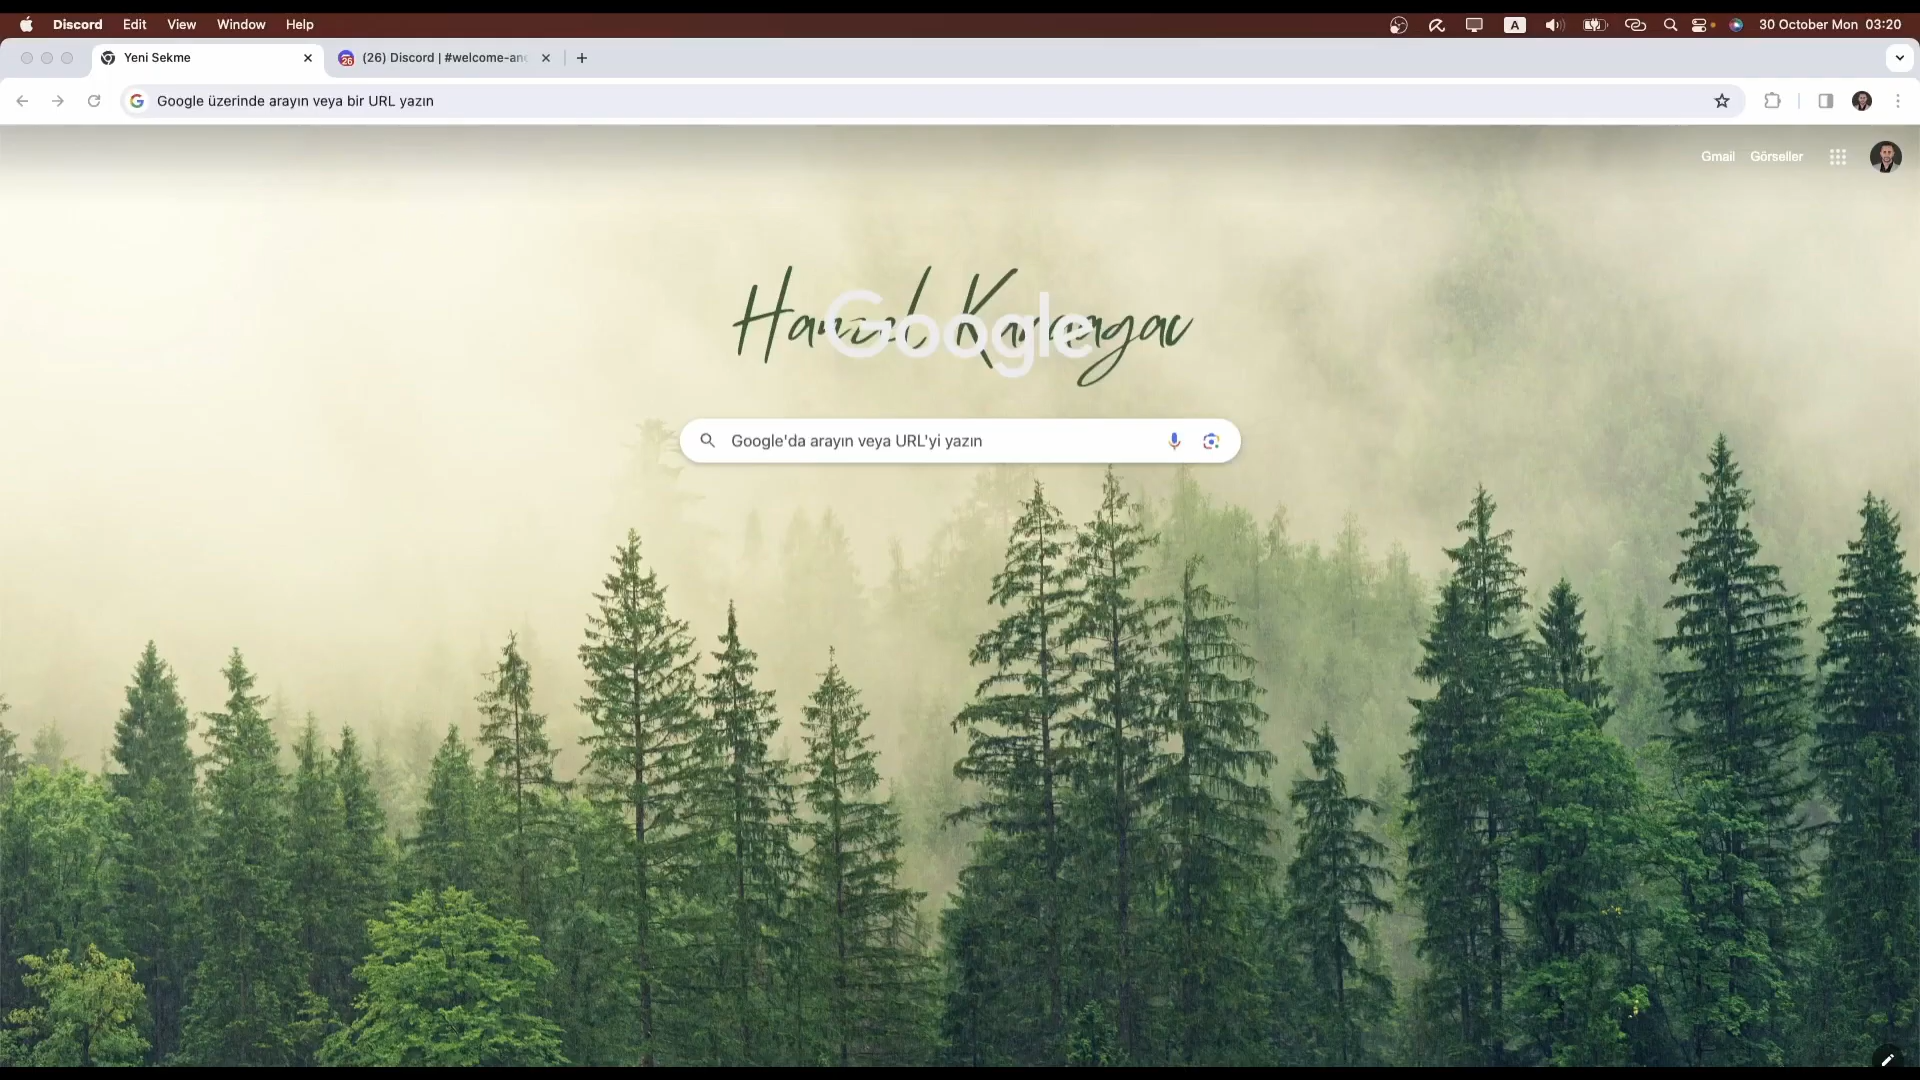 Discord Edit View Window Help A 30 October Mon 03:20
Yeni Sekme 26 (26) Discord | #welcome-an
Google üzerinde arayın veya bir URL yazın
Gmail Görseller
Google
Google'da arayın veya URL'yi yazın